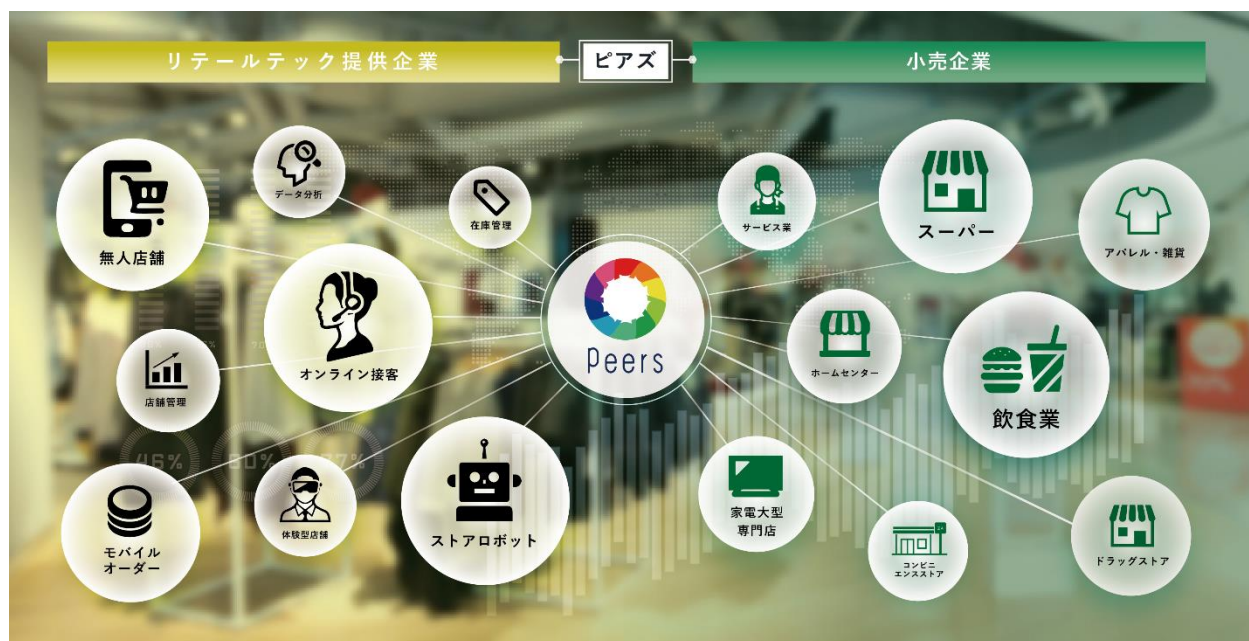 リテールテック提供企業
ピアズ
小売企業
無人店舗
データ分析
在庫管理
オンライン接客
店舗管理
モバイル
オーダー
体験型店舗
ストアロボット
Peers
サービス業
スーパー
アパレル・雑貨
ホームセンター
飲食業
家電大型
専門店
コンビニ
エンスストア
ドラッグストア
46%
80%